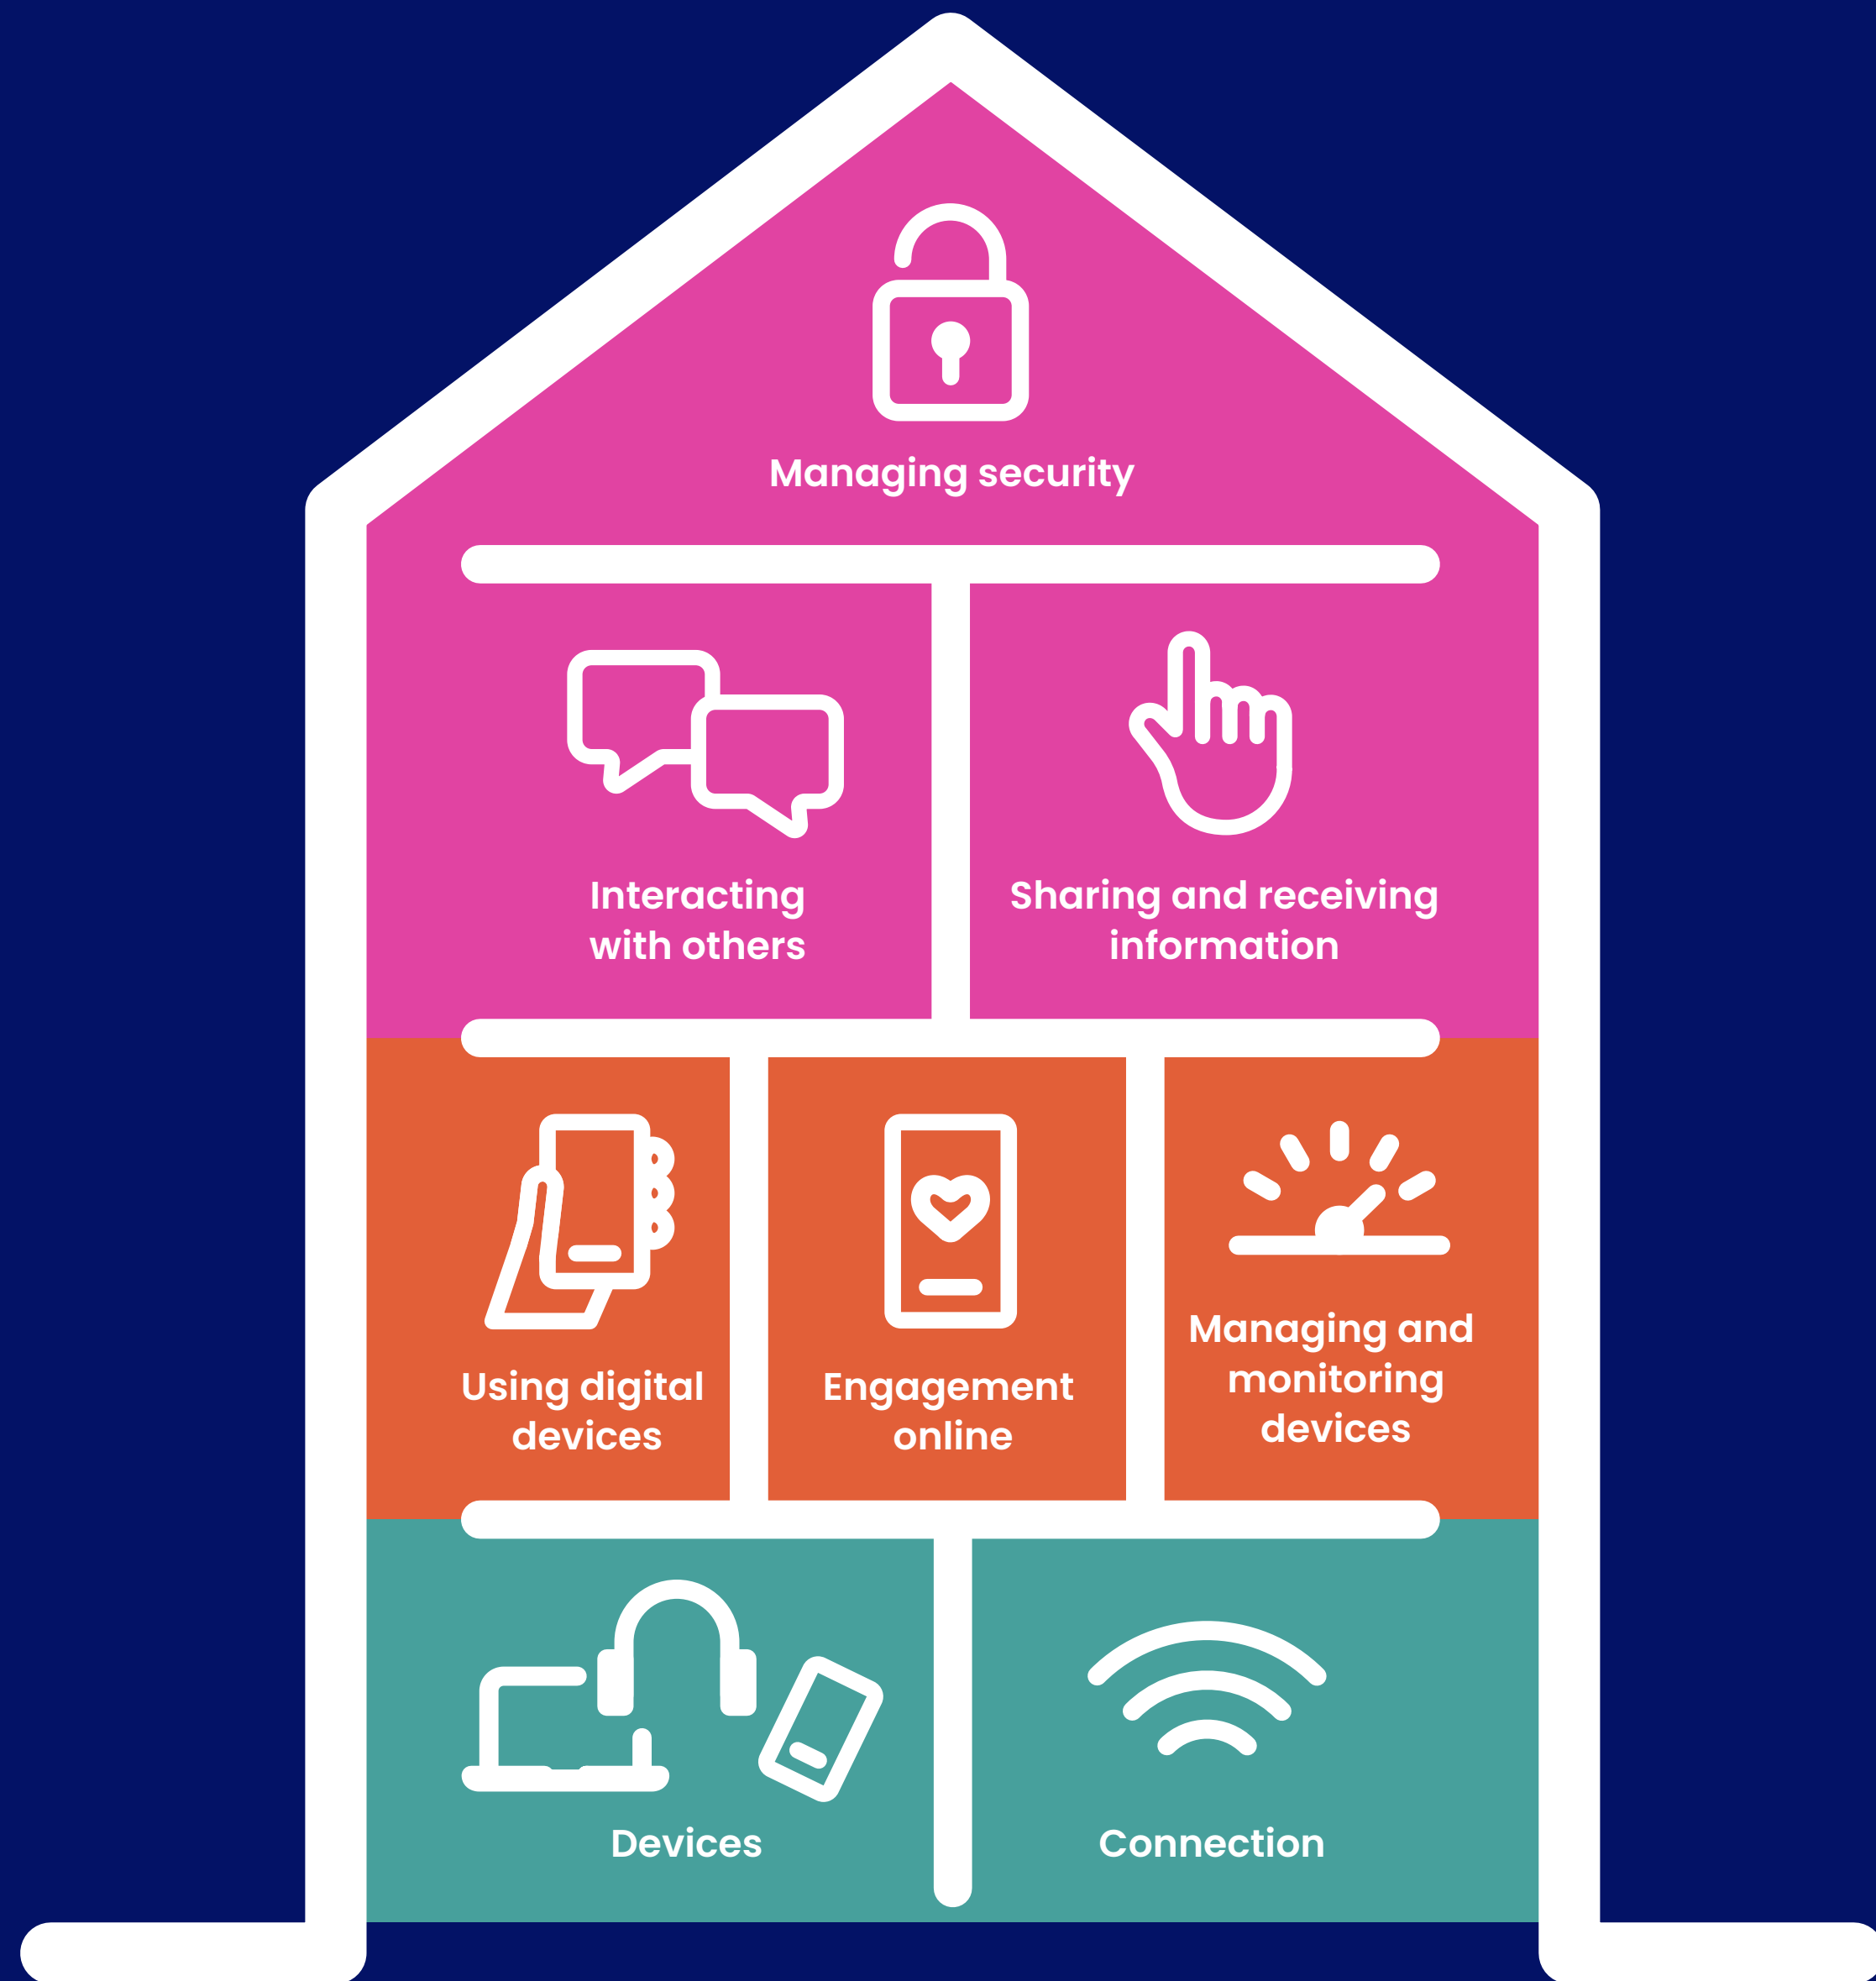 Managing security
Interacting
with others
Sharing and receiving
information
Using digital
devices
Engagement
online
Managing and
monitoring
devices
Devices
Connection